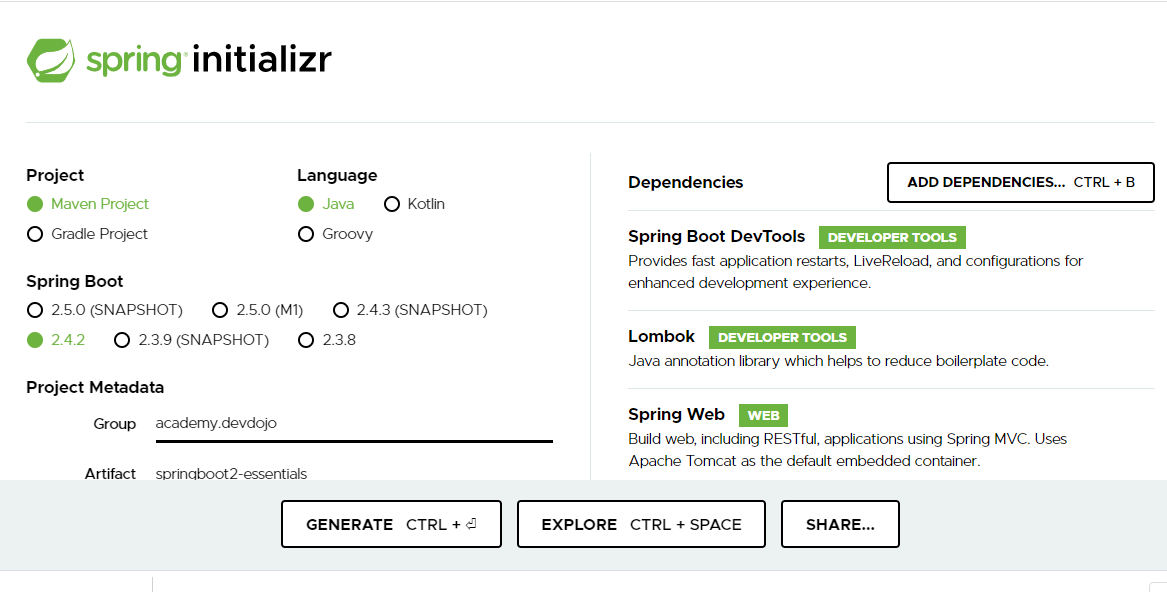 spring initializr
Project
Maven Project
Gradle Project
Language
Java Kotlin
Groovy
Spring Boot
2.5.0 (SNAPSHOT) 2.5.0 (M1) 2.4.3 (SNAPSHOT)
2.4.2 2.3.9 (SNAPSHOT) 2.3.8
Project Metadata
Group academy.devdojo
Artifact springboot2-essentials
Dependencies
ADD DEPENDENCIES... CTRL + B
Spring Boot DevTools DEVELOPER TOOLS
Provides fast application restarts, LiveReload, and configurations for
enhanced development experience.
Lombok DEVELOPER TOOLS
Java annotation library which helps to reduce boilerplate code.
Spring Web WEB
Build web, including RESTful, applications using Spring MVC. Uses
Apache Tomcat as the default embedded container.
GENERATE CTRL + ⏎
EXPLORE CTRL + SPACE
SHARE...